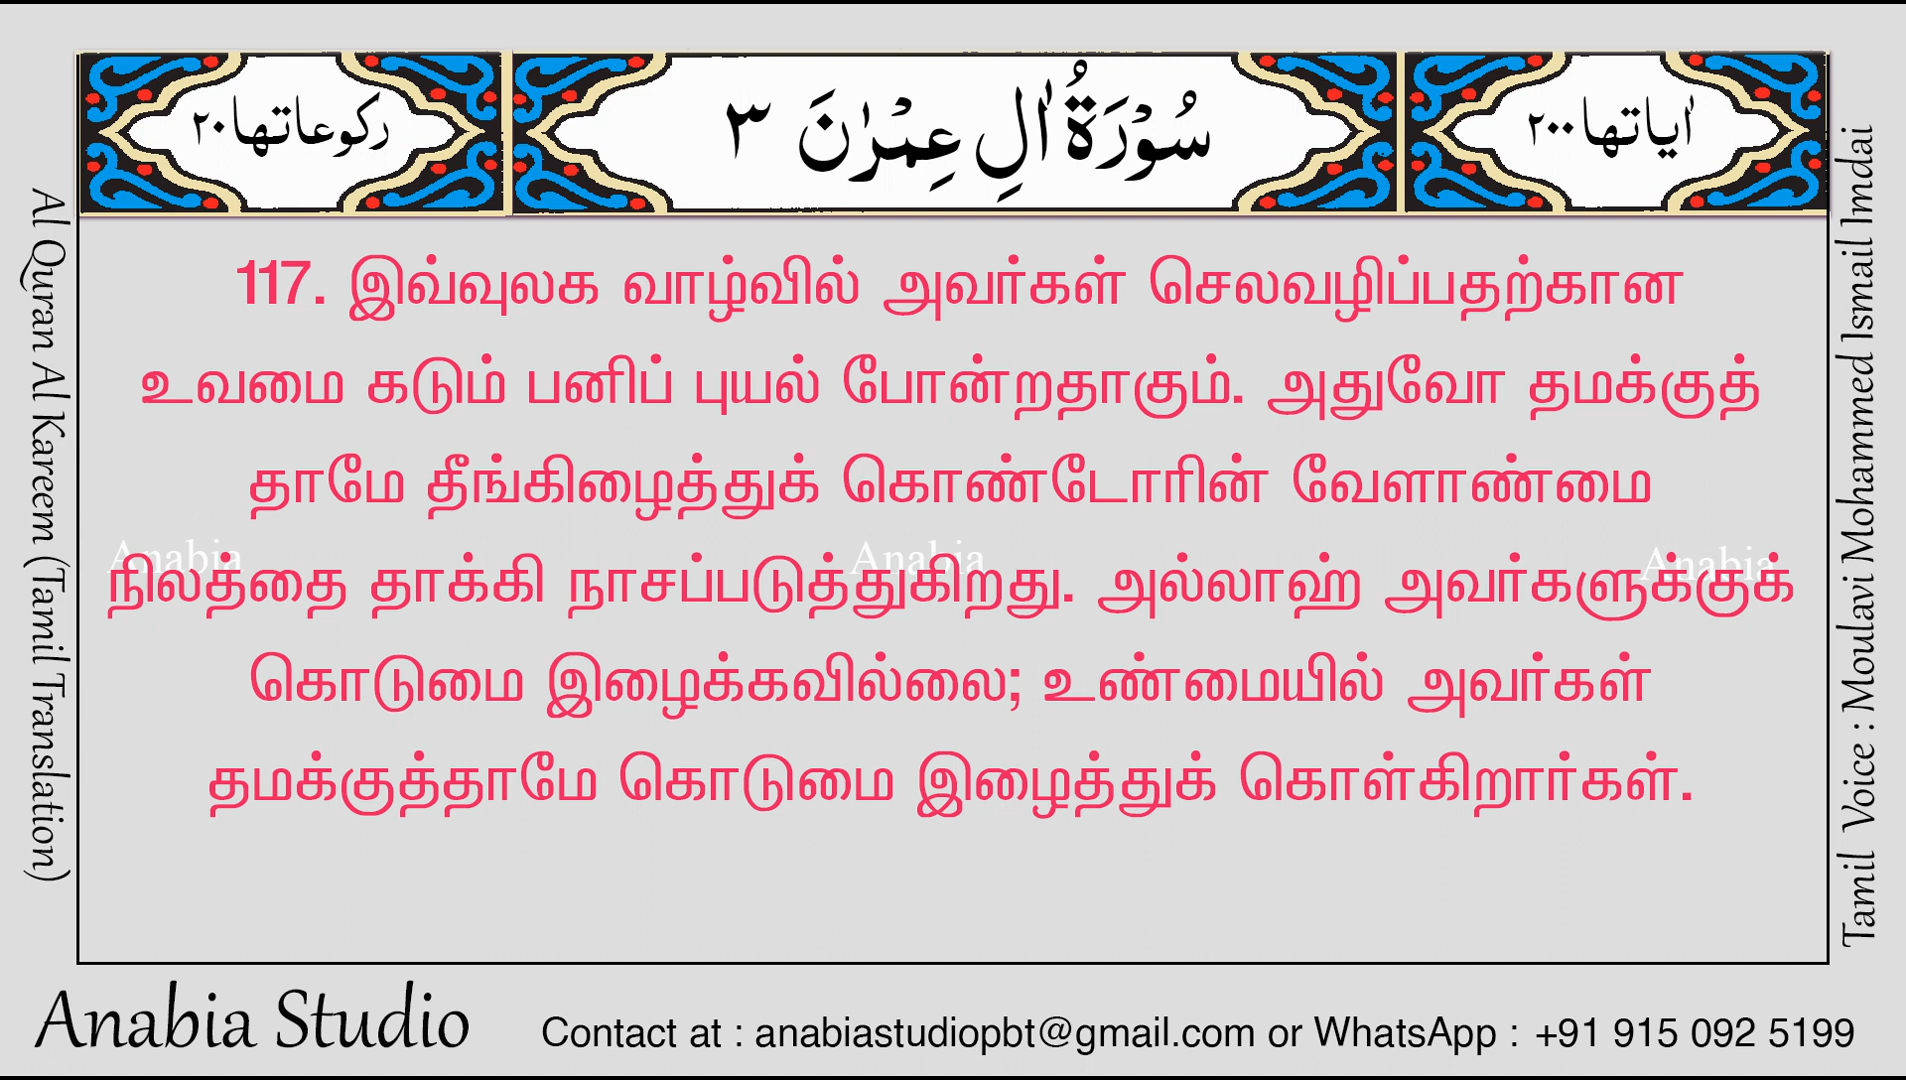 اٰياتها ٢٠٠
سُوْرَةُ اٰلِ عِمْرٰنَ ٣
ركوعاتها ٢٠
117. இவ்வுலக வாழ்வில் அவர்கள் செலவழிப்பதற்கான
உவமை கடும் பனிப் புயல் போன்றதாகும். அதுவோ தமக்குத்
தாமே தீங்கிழைத்துக் கொண்டோரின் வேளாண்மை
நிலத்தை தாக்கி நாசப்படுத்துகிறது. அல்லாஹ் அவர்களுக்குக்
கொடுமை இழைக்கவில்லை; உண்மையில் அவர்கள்
தமக்குத்தாமே கொடுமை இழைத்துக் கொள்கிறார்கள்.
Anabia Anabia Anabia
Al Quran Al Kareem (Tamil Translation)
Tamil Voice : Moulavi Mohammed Ismail Imdai
Anabia Studio
Contact at : anabiastudiopbt@gmail.com or WhatsApp : +91 915 092 5199